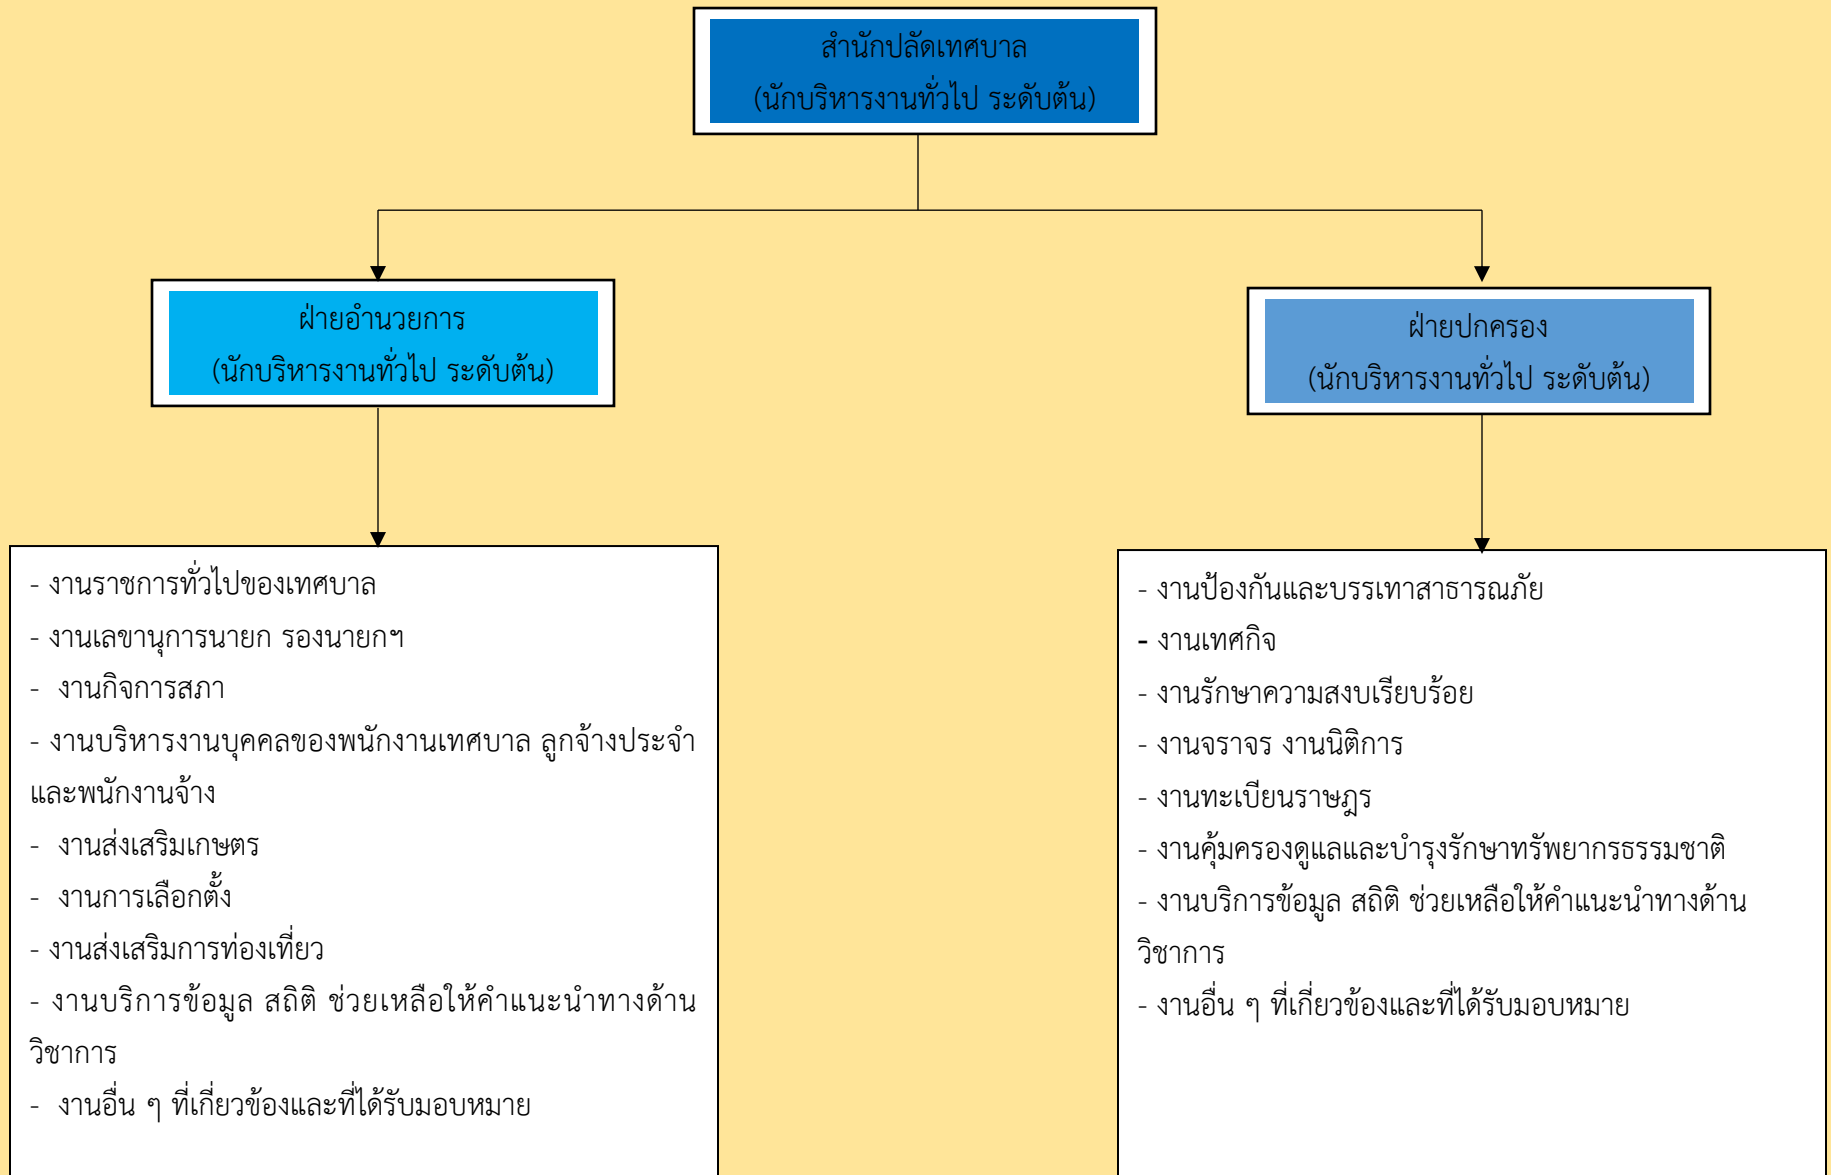 สำนักปลัดเทศบาล
(นักบริหารงานทั่วไป ระดับต้น)
ฝ่ายอำนวยการ
(นักบริหารงานทั่วไป ระดับต้น)
ฝ่ายปกครอง
(นักบริหารงานทั่วไป ระดับต้น)
- งานราชการทั่วไปของเทศบาล
- งานเลขานุการนายก รองนายกฯ
- งานกิจการสภา
- งานบริหารงานบุคคลของพนักงานเทศบาล ลูกจ้างประจำ
และพนักงานจ้าง
- งานส่งเสริมเกษตร
- งานการเลือกตั้ง
- งานส่งเสริมการท่องเที่ยว
- งานบริการข้อมูล สถิติ ช่วยเหลือให้คำแนะนำทางด้าน
วิชาการ
- งานอื่น ๆ ที่เกี่ยวข้องและที่ได้รับมอบหมาย
- งานป้องกันและบรรเทาสาธารณภัย
- งานเทศกิจ
- งานรักษาความสงบเรียบร้อย
- งานจราจร งานนิติการ
- งานทะเบียนราษฎร
- งานคุ้มครองดูแลและบำรุงรักษาทรัพยากรธรรมชาติ
- งานบริการข้อมูล สถิติ ช่วยเหลือให้คำแนะนำทางด้าน
วิชาการ
- งานอื่น ๆ ที่เกี่ยวข้องและที่ได้รับมอบหมาย